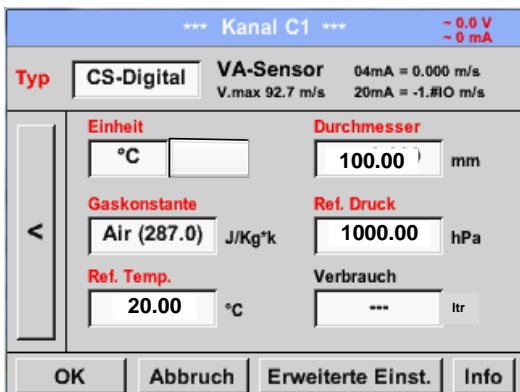 *** Kanal C1 ***
~ 0.0 V
~ 0 mA
Typ CS-Digital VA-Sensor 04mA = 0.000 m/s
V.max 92.7 m/s 20mA = -1.#IO m/s
Einheit Durchmesser
°C 100.00 mm
Gaskonstante Ref. Druck
< Air (287.0) J/Kg*k 1000.00 hPa
Ref. Temp. Verbrauch
20.00 °C --- ltr
OK Abbruch Erweiterte Einst. Info